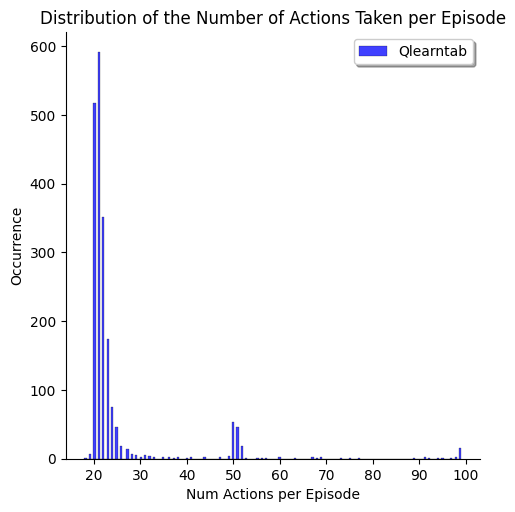 Distribution of the Number of Actions Taken per Episode
Qlearntab
600
500
400
300
200
100
0
Occurrence
20 30 40 50 60 70 80 90 100
Num Actions per Episode